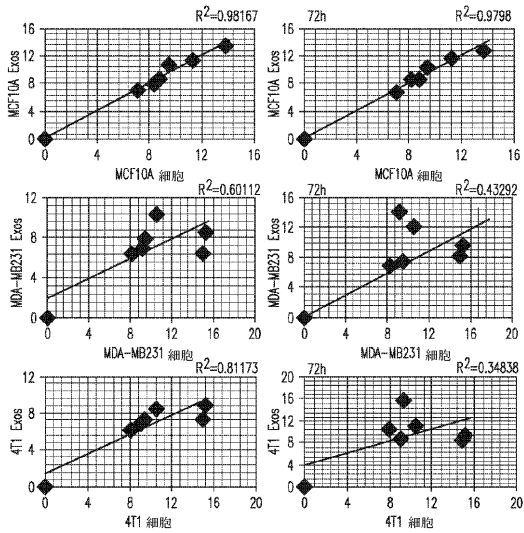 R²=0.98167
MCF10A Exos
16
12
8
4
0
0 4 8 12 16
MCF10A 細胞
72h R²=0.9798
MCF10A Exos
16
12
8
4
0
0 4 8 12 16
MCF10A 細胞
R²=0.60112
MDA-MB231 Exos
12
8
4
0
0 4 8 12 16 20
MDA-MB231 細胞
72h R²=0.43292
MDA-MB231 Exos
16
12
8
4
0
0 4 8 12 16 20
MDA-MB231 細胞
R²=0.81173
4T1 Exos
12
8
4
0
0 4 8 12 16 20
4T1 細胞
72h R²=0.34838
4T1 Exos
20
16
12
8
4
0
0 4 8 12 16 20
4T1 細胞